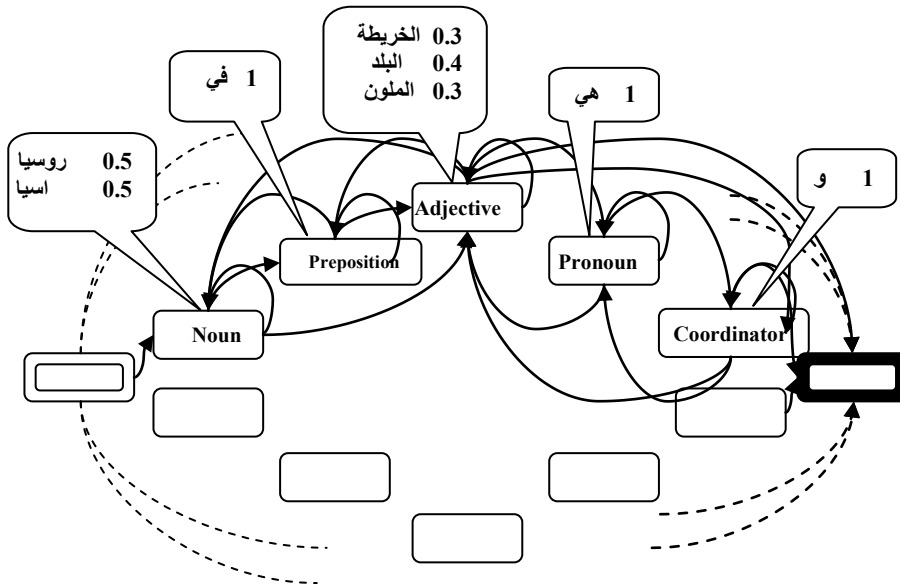 الخريطة 0.3
البلد 0.4
الملون 0.3
في 1
هي 1
روسيا 0.5
اسيا 0.5
و 1
Adjective
Preposition
Pronoun
Noun
Coordinator